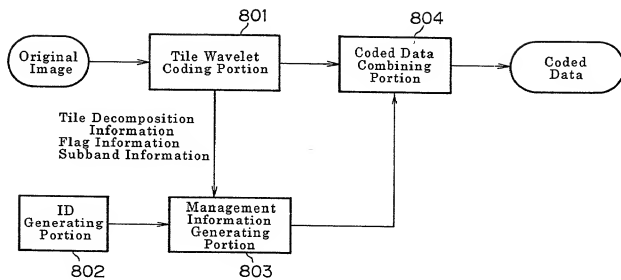 801
804
Original
Image
Tile Wavelet
Coding Portion
Coded Data
Combining
Portion
Coded
Data
Tile Decomposition
Information
Flag Information
Subband Information
ID
Generating
Portion
Management
Information
Generating
Portion
802
803